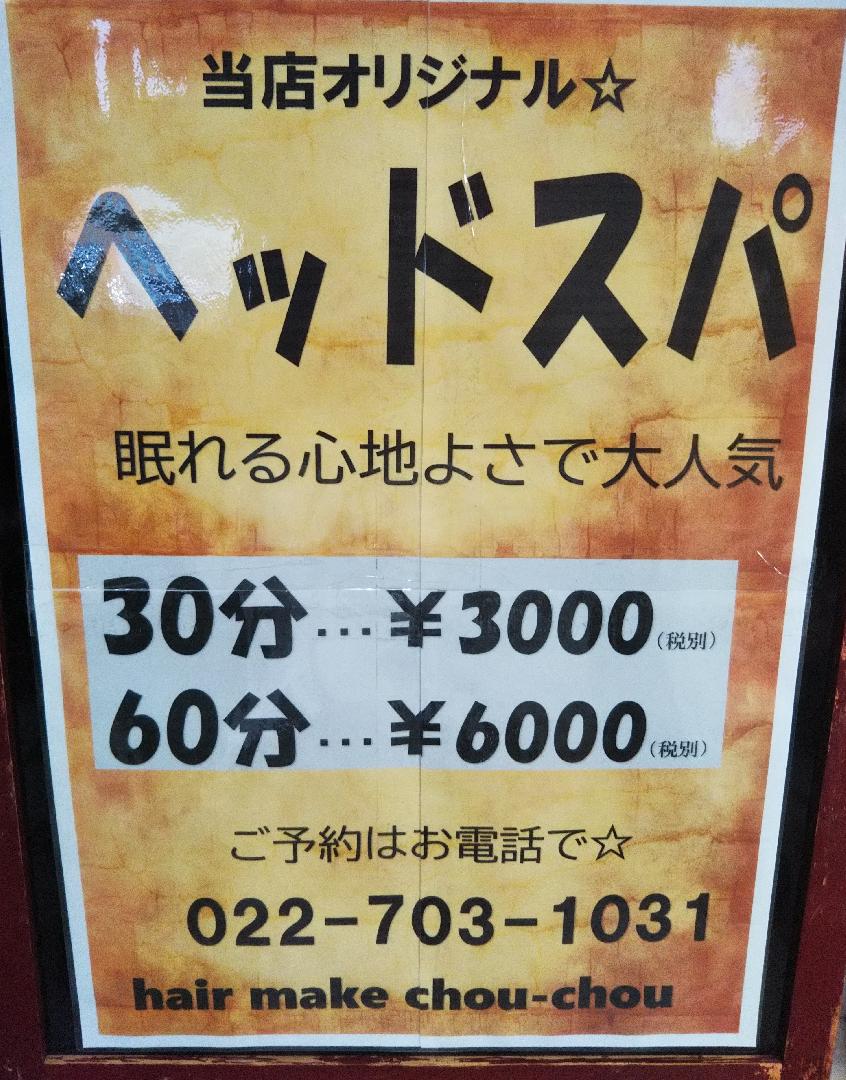 当店オリジナル☆
ヘッドスパ
眠れる心地よさで大人気
30分…¥3000(税別)
60分…¥6000(税別)
ご予約はお電話で☆
022-703-1031
hair make chou-chou